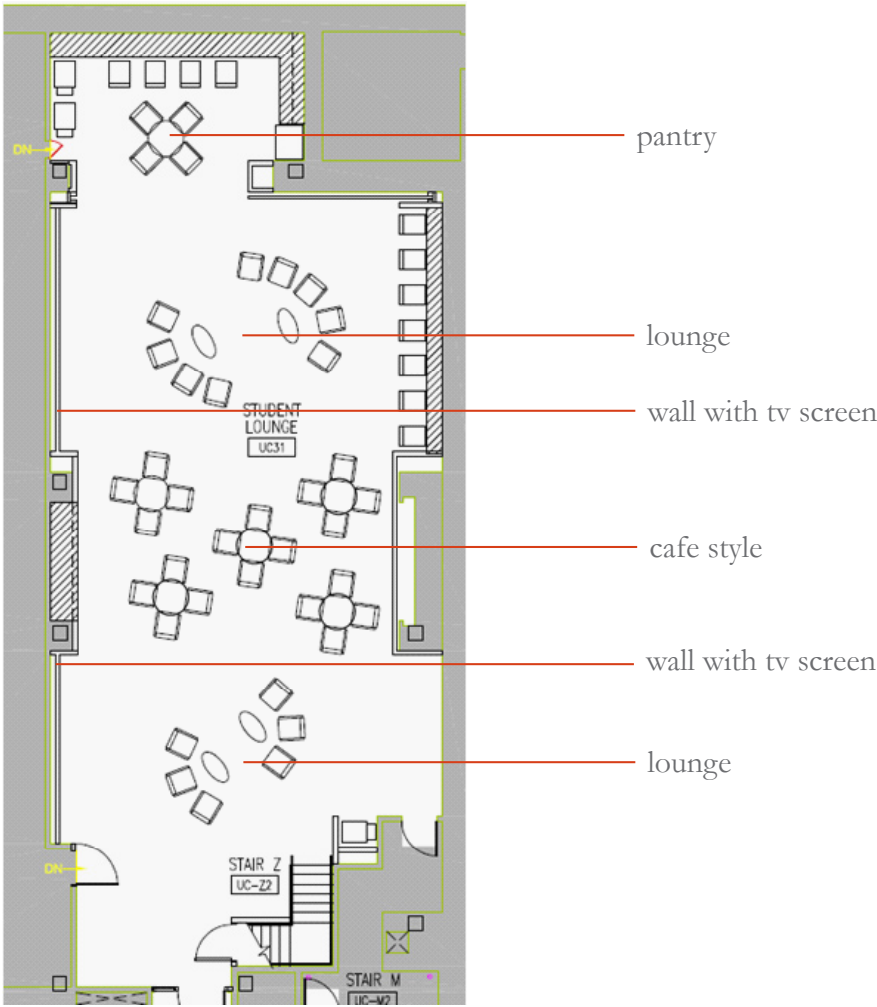 pantry
DN
lounge
wall with tv screen
STUDENT
LOUNGE
UC31
cafe style
wall with tv screen
lounge
STAIR Z
DN
UC-Z2
STAIR M
UC-M2